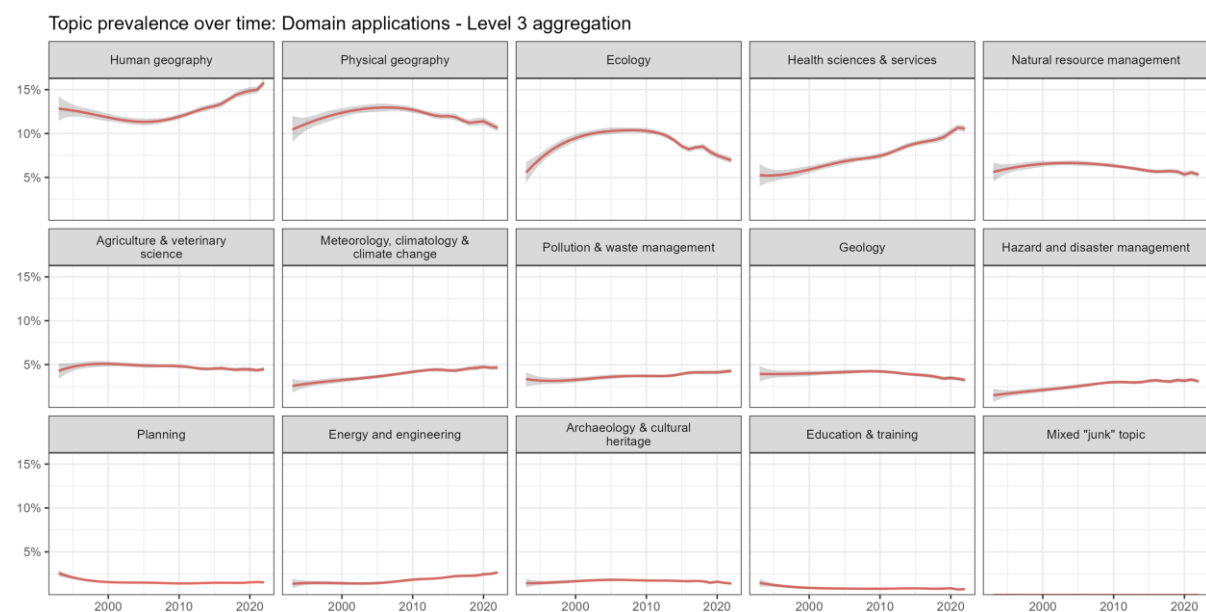 Topic prevalence over time: Domain applications - Level 3 aggregation
Human geography
Physical geography
Ecology
Health sciences & services
Natural resource management
15%
10%
5%
Agriculture & veterinary
science
Meteorology, climatology &
climate change
Pollution & waste management
Geology
Hazard and disaster management
15%
10%
5%
Planning
Energy and engineering
Archaeology & cultural
heritage
Education & training
Mixed "junk" topic
15%
10%
5%
2000 2010 2020
2000 2010 2020
2000 2010 2020
2000 2010 2020
2000 2010 2020